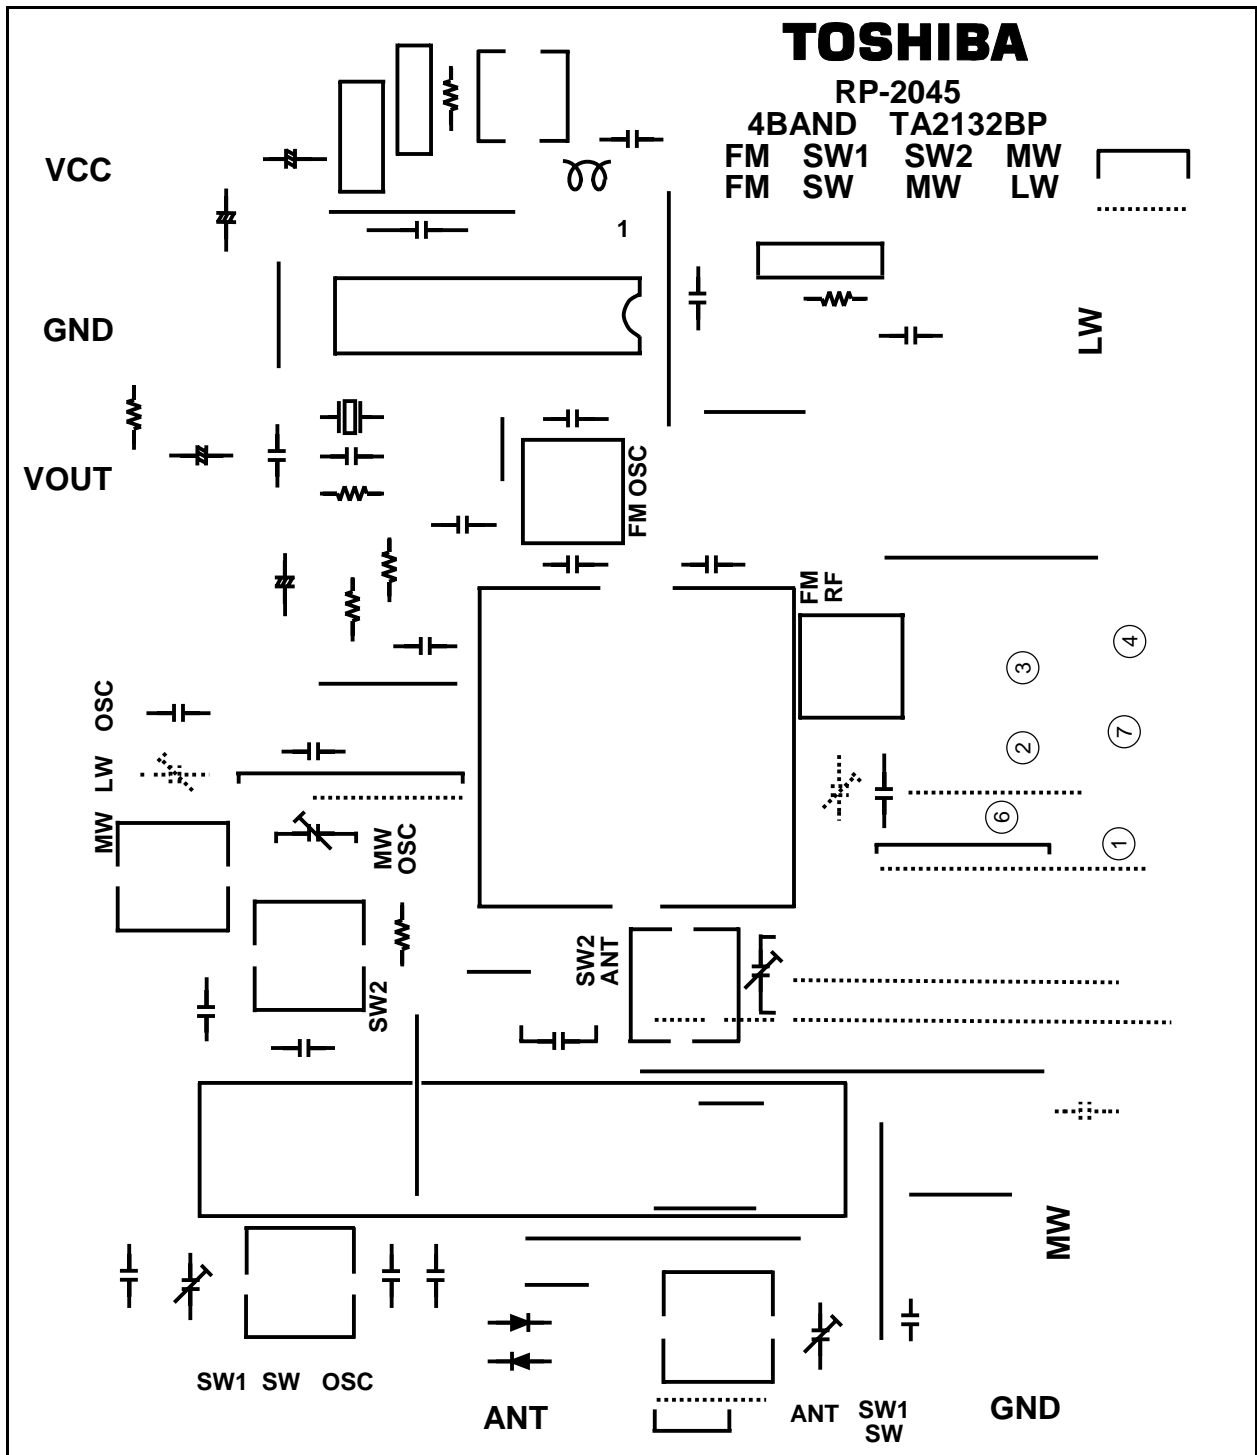 TOSHIBA
RP-2045
4BAND TA2132BP
FM SW1 SW2 MW
FM SW MW LW
VCC
1
GND
LW
VOUT
FM OSC
FM
RF
4
3
7
2
6
1
OSC
LW
MW
MW
OSC
SW2
ANT
SW2
MW
SW1 SW OSC
ANT
ANT
SW1
SW
GND